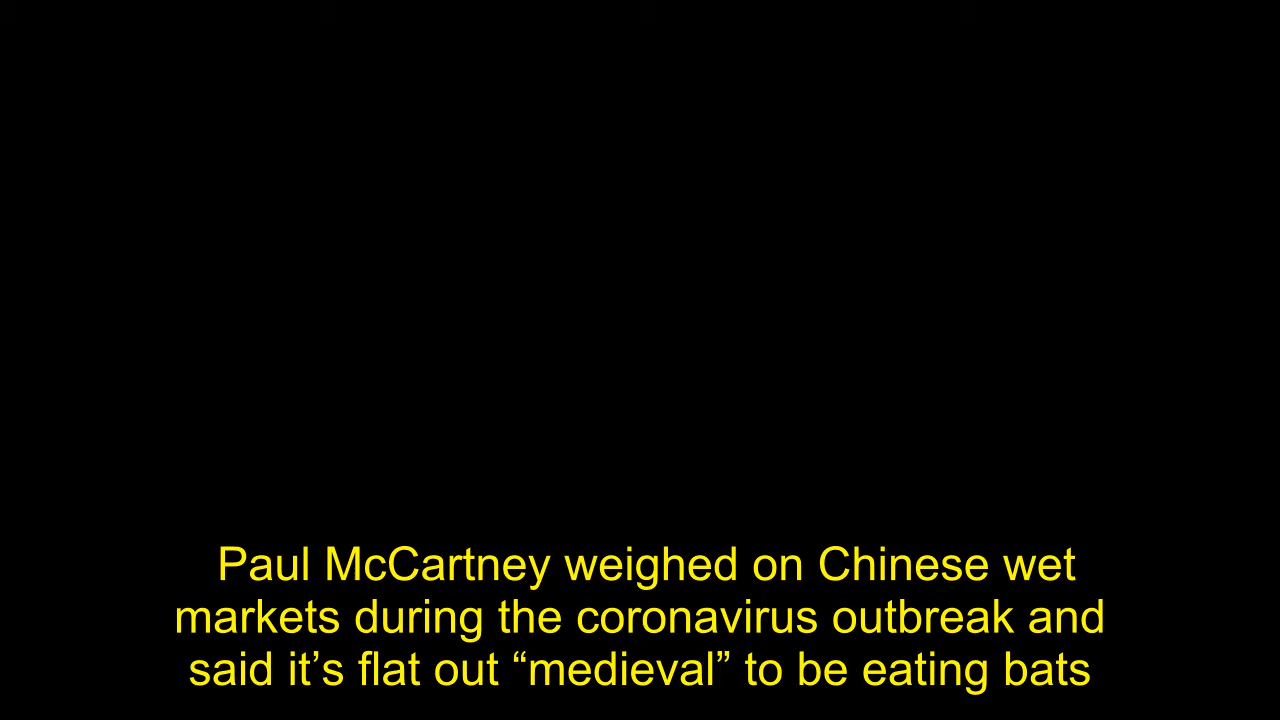 Paul McCartney weighed on Chinese wet
markets during the coronavirus outbreak and
said it’s flat out “medieval” to be eating bats